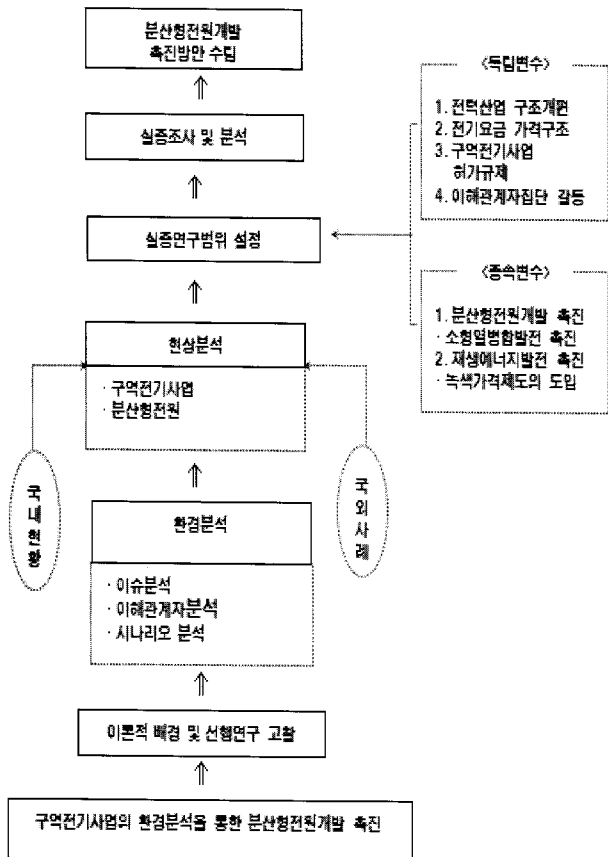 분산형전원개발
촉진방안 수립
실증조사 및 분석
실증연구범위 설정
<독립변수>
1. 전력산업 구조개편
2. 전기요금 가격구조
3. 구역전기사업
허가규제
4. 이해관계자집단 갈등
<종속변수>
1. 분산형전원개발 촉진
· 소형열병합발전 촉진
2. 재생에너지발전 촉진
· 녹색가격제도의 도입
현상분석
· 구역전기사업
· 분산형전원
국내현황
국외사례
환경분석
· 이슈분석
· 이해관계자분석
· 시나리오 분석
이론적 배경 및 선행연구 고찰
구역전기사업의 환경분석을 통한 분산형전원개발 촉진